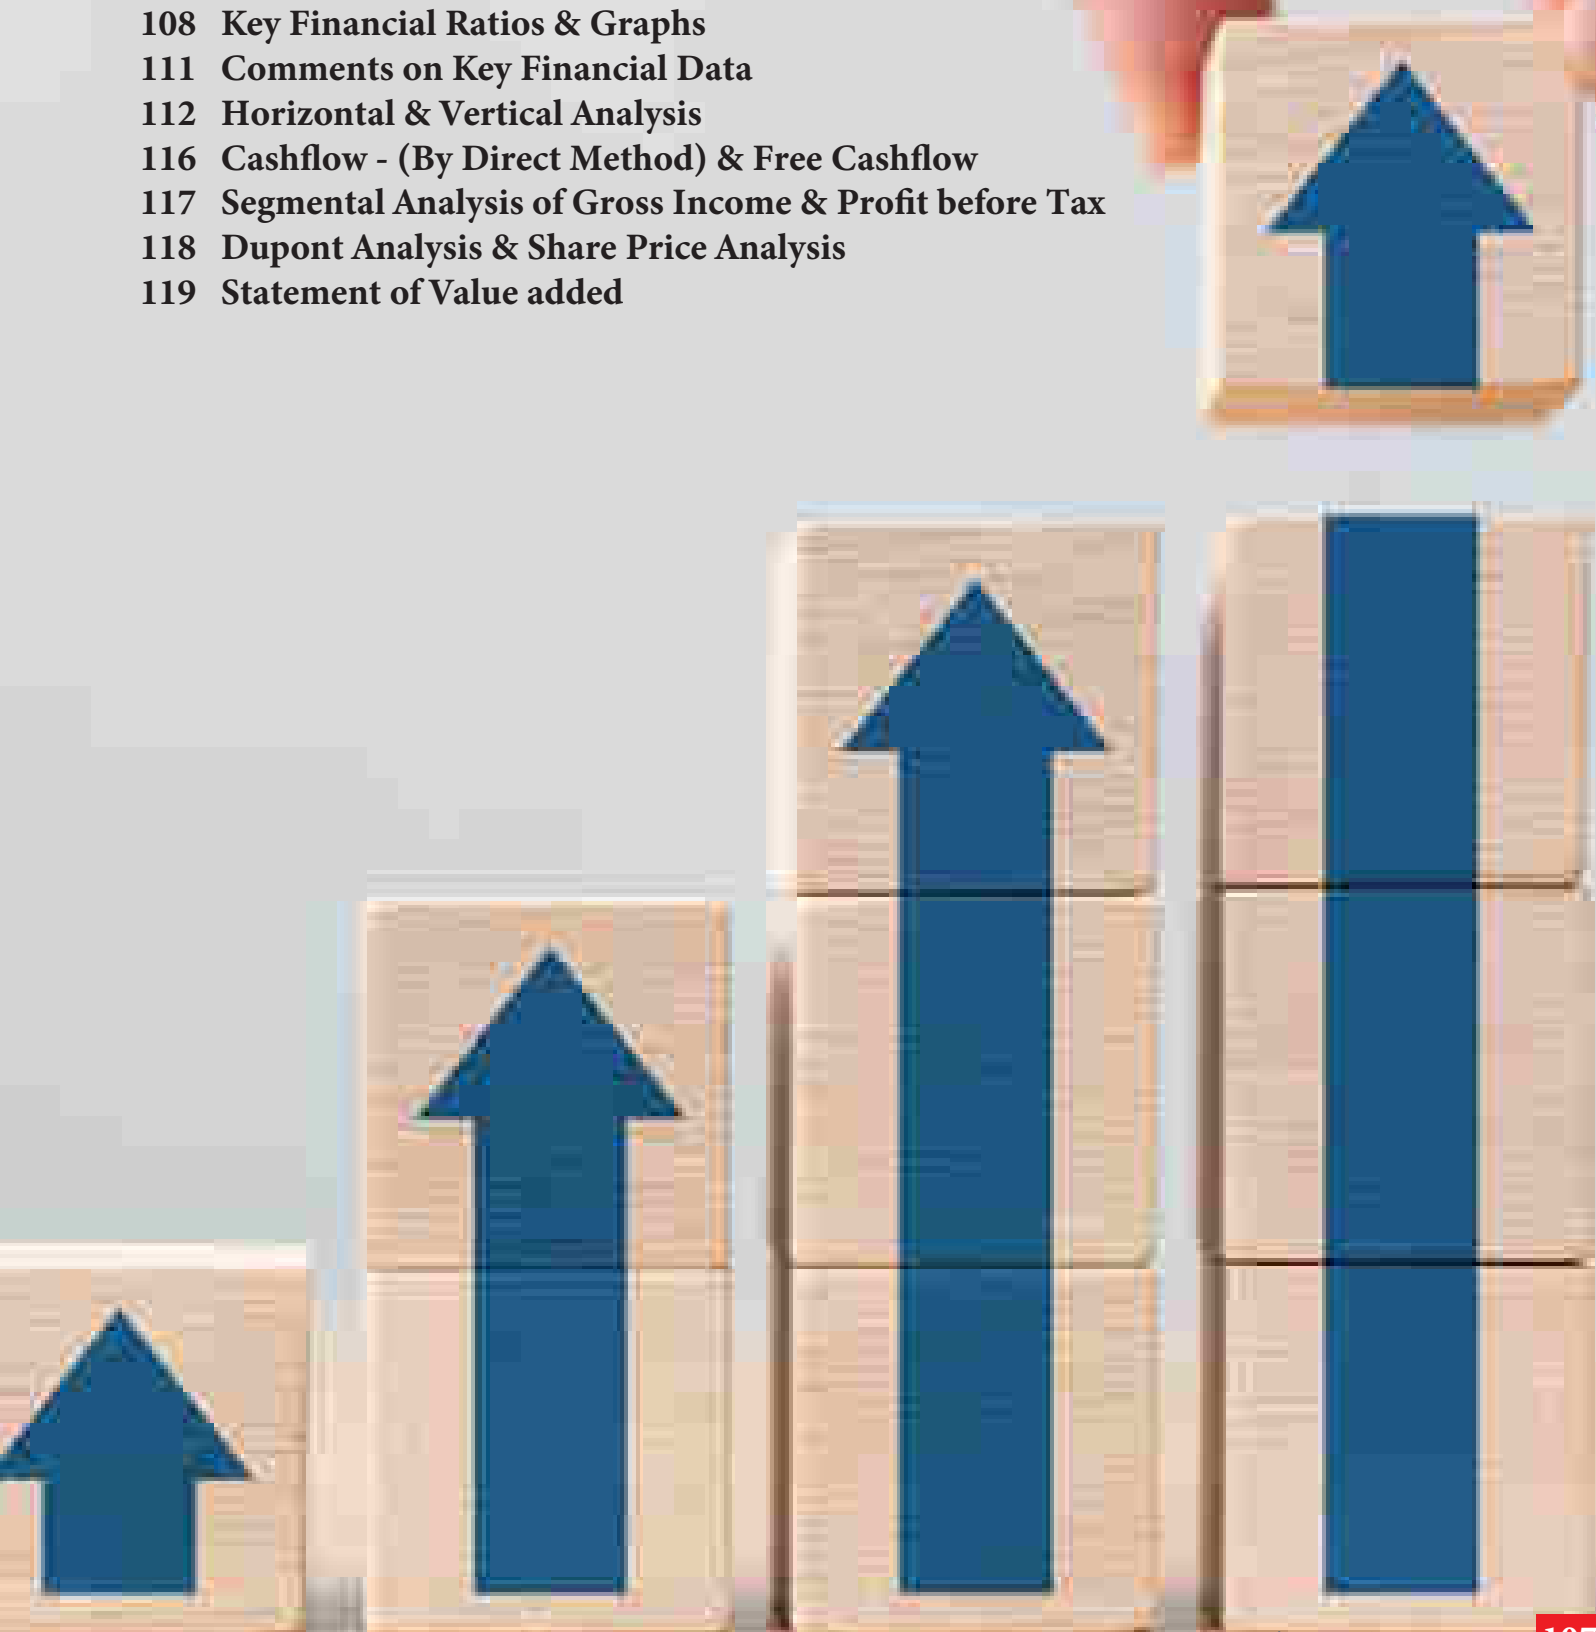 108 Key Financial Ratios & Graphs
111 Comments on Key Financial Data
112 Horizontal & Vertical Analysis
116 Cashflow - (By Direct Method) & Free Cashflow
117 Segmental Analysis of Gross Income & Profit before Tax
118 Dupont Analysis & Share Price Analysis
119 Statement of Value added